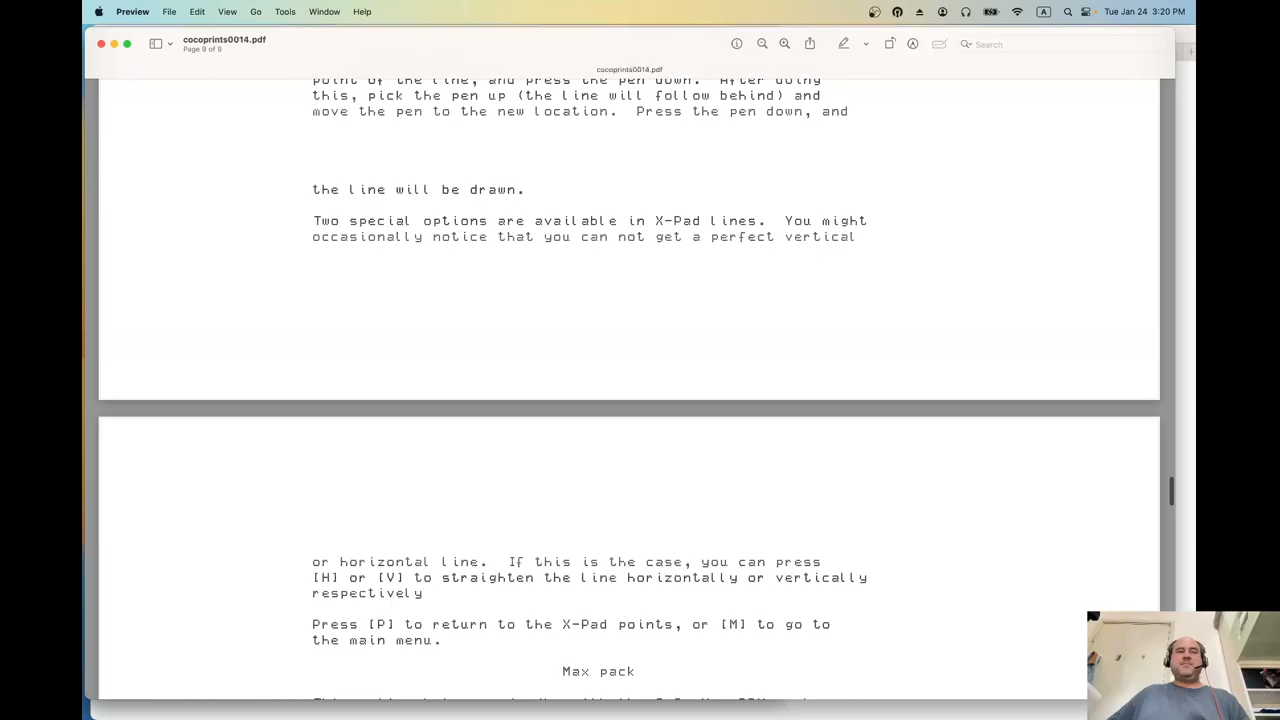 Preview File Edit View Go Tools Window Help
A
Tue Jan 24 3:20 PM
cocoprints0014.pdf
Page 9 of 9
Search
cocoprints0014.pdf
point of the line, and press the pen down. After doing
this, pick the pen up (the line will follow behind) and
move the pen to the new location. Press the pen down, and
the line will be drawn.
Two special options are available in X-Pad lines. You might
occasionally notice that you can not get a perfect vertical
or horizontal line. If this is the case, you can press
[H] or [V] to straighten the line horizontally or vertically
respectively
Press [P] to return to the X-Pad points, or [M] to go to
the main menu.
Max pack